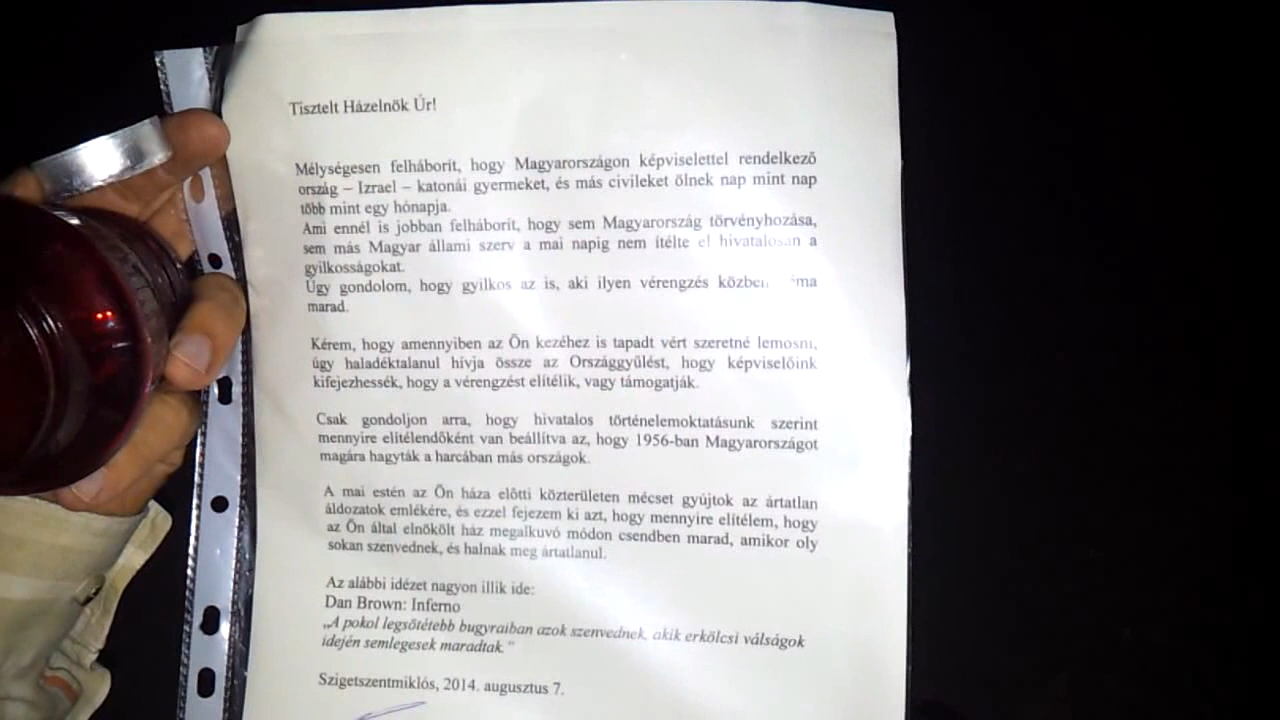 Tisztelt Házelnök Úr!
Mélységesen felháborít, hogy Magyarországon képviselettel rendelkező
ország – Izrael – katonái gyermeket, és más civileket ölnek nap mint nap
több mint egy hónapja.
Ami ennél is jobban felháborít, hogy sem Magyarország törvényhozása,
sem más Magyar állami szerv a mai napig nem ítélte el hivatalosan a
gyilkosságokat.
Úgy gondolom, hogy gyilkos az is, aki ilyen vérengzés közben
marad.
Kérem, hogy amennyiben az Ön kezéhez is tapadt vért szeretné lemosni,
úgy haladéktalanul hívja össze az Országgyűlést, hogy képviselőink
kifejezhessék, hogy a vérengzést elítélik, vagy támogatják.
Csak gondoljon arra, hogy hivatalos történelemoktatásunk szerint
mennyire elítélendőként van beállítva az, hogy 1956-ban Magyarországot
magára hagyták a harcában más országok.
A mai estén az Ön háza előtti közterületen mécset gyújtok az ártatlan
áldozatok emlékére, és ezzel fejezem ki azt, hogy mennyire elítélem, hogy
az Ön által elnökölt ház megalkuvó módon csendben marad, amikor oly
sokan szenvednek, és halnak meg ártatlanul.
Az alábbi idézet nagyon illik ide:
Dan Brown: Inferno
„A pokol legsötétebb bugyraiban azok szenvednek, akik erkölcsi válságok
idején semlegesek maradtak."
Szigetszentmiklós, 2014. augusztus 7.